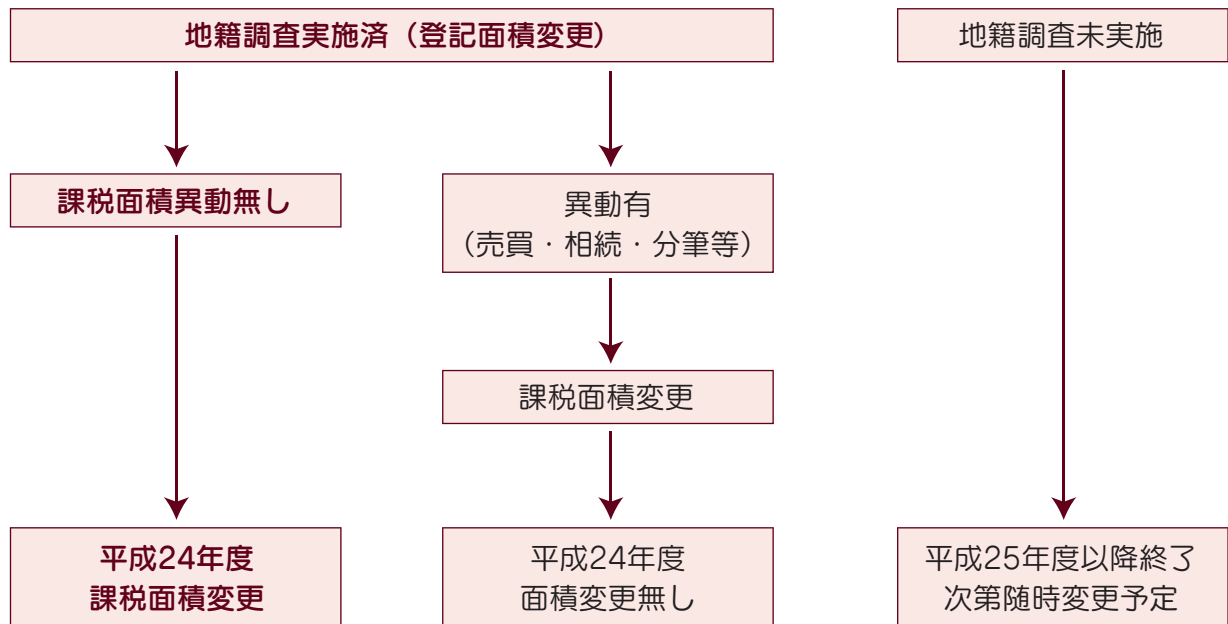 地籍調査実施済（登記面積変更）
地籍調査未実施
課税面積異動無し
異動有
（売買・相続・分筆等）
課税面積変更
平成24年度
課税面積変更
平成24年度
面積変更無し
平成25年度以降終了
次第随時変更予定